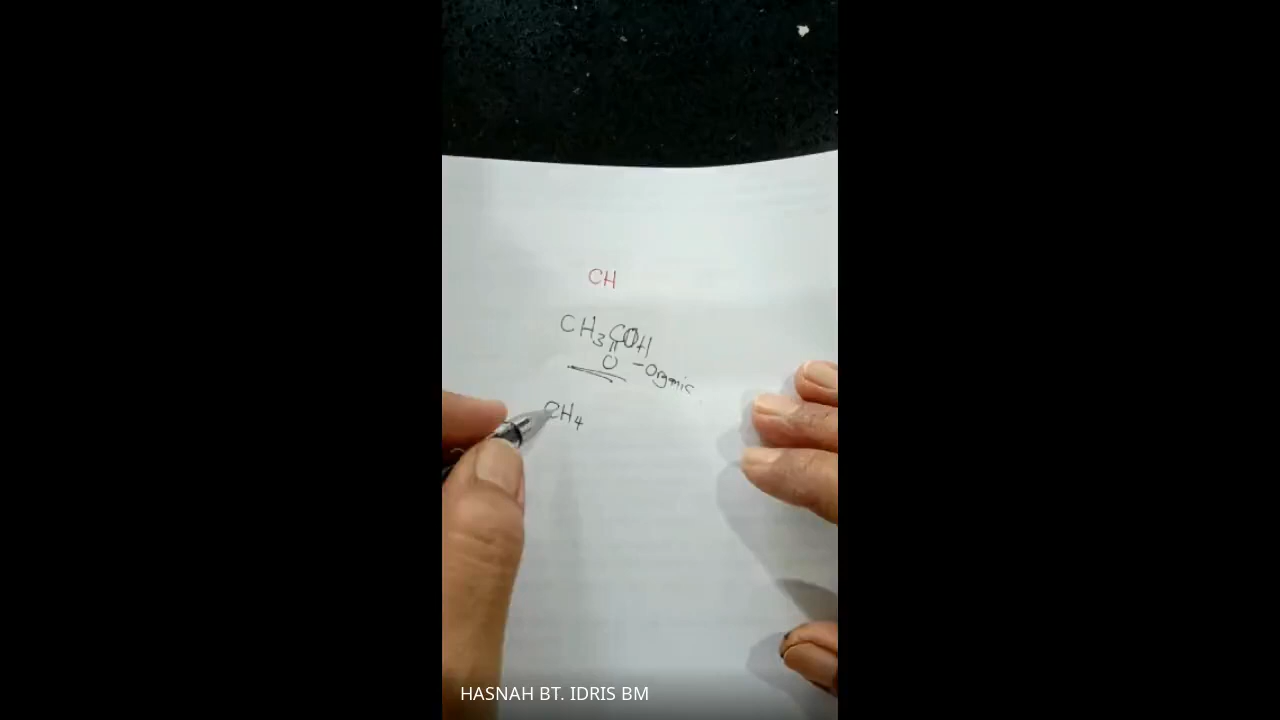 CH
CH₃COH
O
-Organic
CH₄
HASNAH BT. IDRIS BM